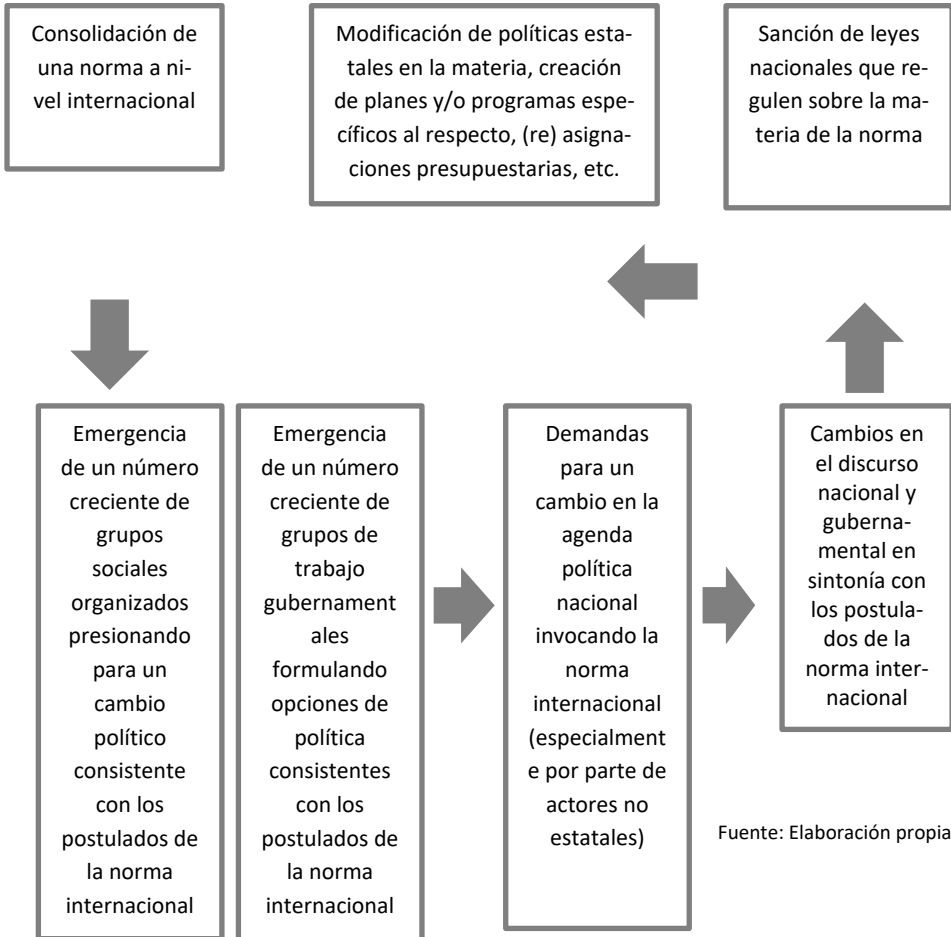 Consolidación de
una norma a ni-
vel internacional
Modificación de políticas esta-
tales en la materia, creación
de planes y/o programas espe-
cíficos al respecto, (re) asigna-
ciones presupuestarias, etc.
Sanción de leyes
nacionales que re-
gulen sobre la ma-
teria de la norma
Emergencia
de un número
creciente de
grupos
sociales
organizados
presionando
para un
cambio
político
consistente
con los
postulados de
la norma
internacional
Emergencia
de un número
creciente de
grupos de
trabajo
gubernament
ales
formulando
opciones de
política
consistentes
con los
postulados de
la norma
internacional
Demandas
para un
cambio en la
agenda
política
nacional
invocando la
norma
internacional
(especialment
e por parte de
actores no
estatales)
Cambios en
el discurso
nacional y
guberna-
mental en
sintonía con
los postula-
dos de la
norma inter-
nacional
Fuente: Elaboración propia